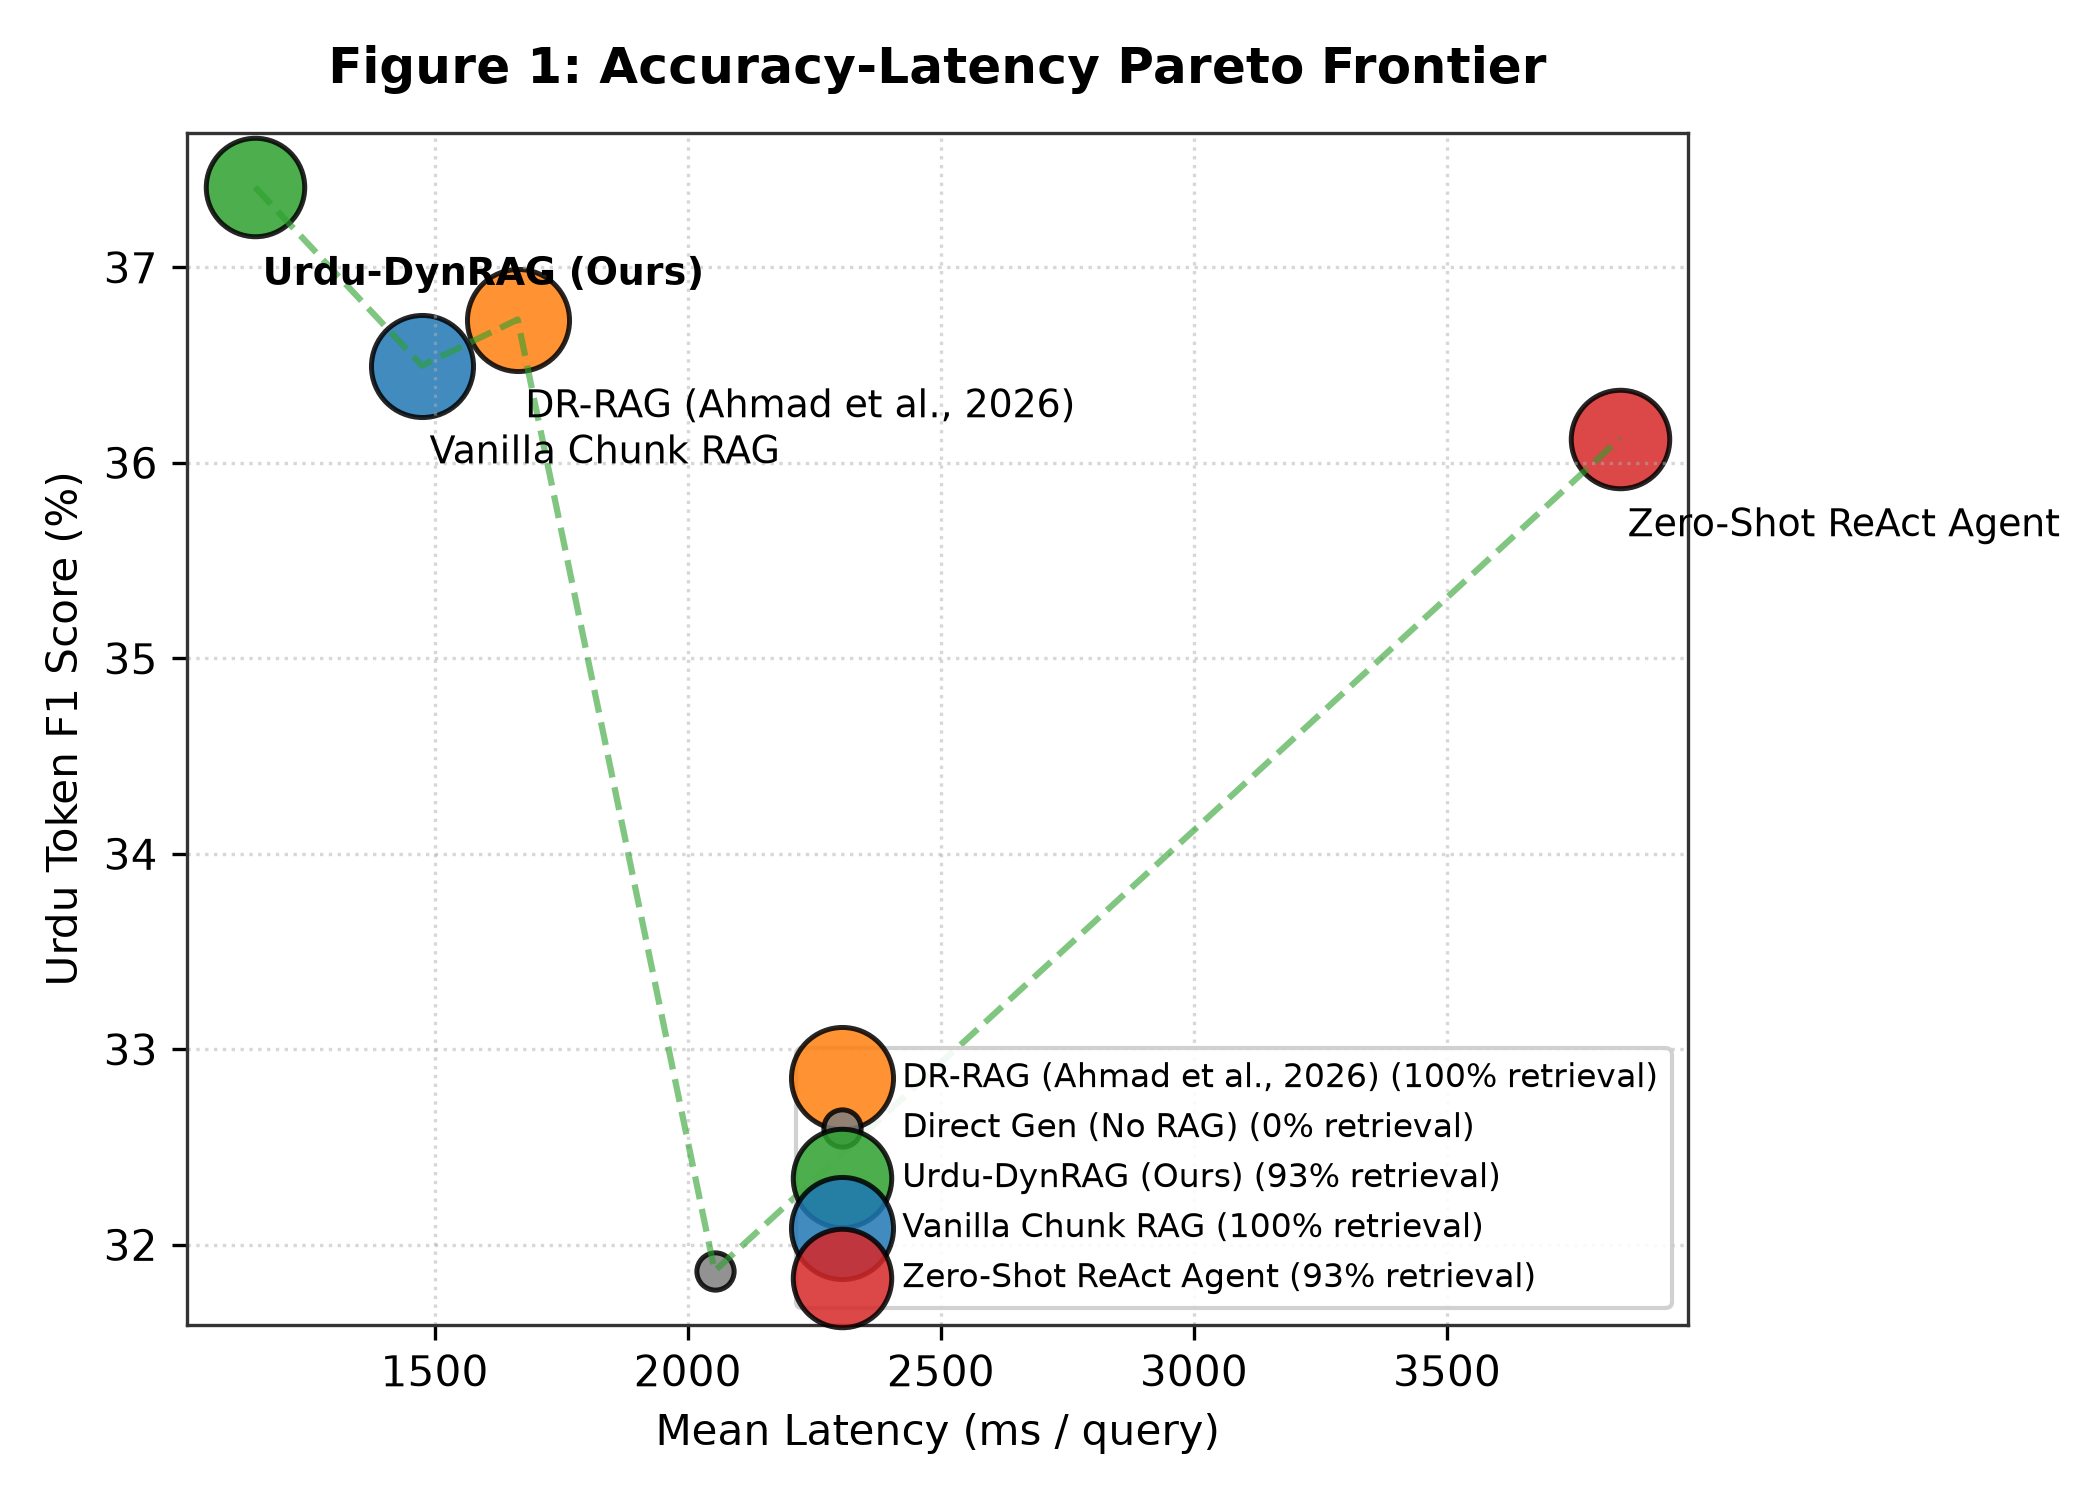 Figure 1: Accuracy-Latency Pareto Frontier
Urdu Token F1 Score (%)
37
36
35
34
33
32
Urdu-DynRAG (Ours)
DR-RAG (Ahmad et al., 2026)
Vanilla Chunk RAG
Zero-Shot ReAct Agent
DR-RAG (Ahmad et al., 2026) (100% retrieval)
Direct Gen (No RAG) (0% retrieval)
Urdu-DynRAG (Ours) (93% retrieval)
Vanilla Chunk RAG (100% retrieval)
Zero-Shot ReAct Agent (93% retrieval)
1500 2000 2500 3000 3500
Mean Latency (ms / query)